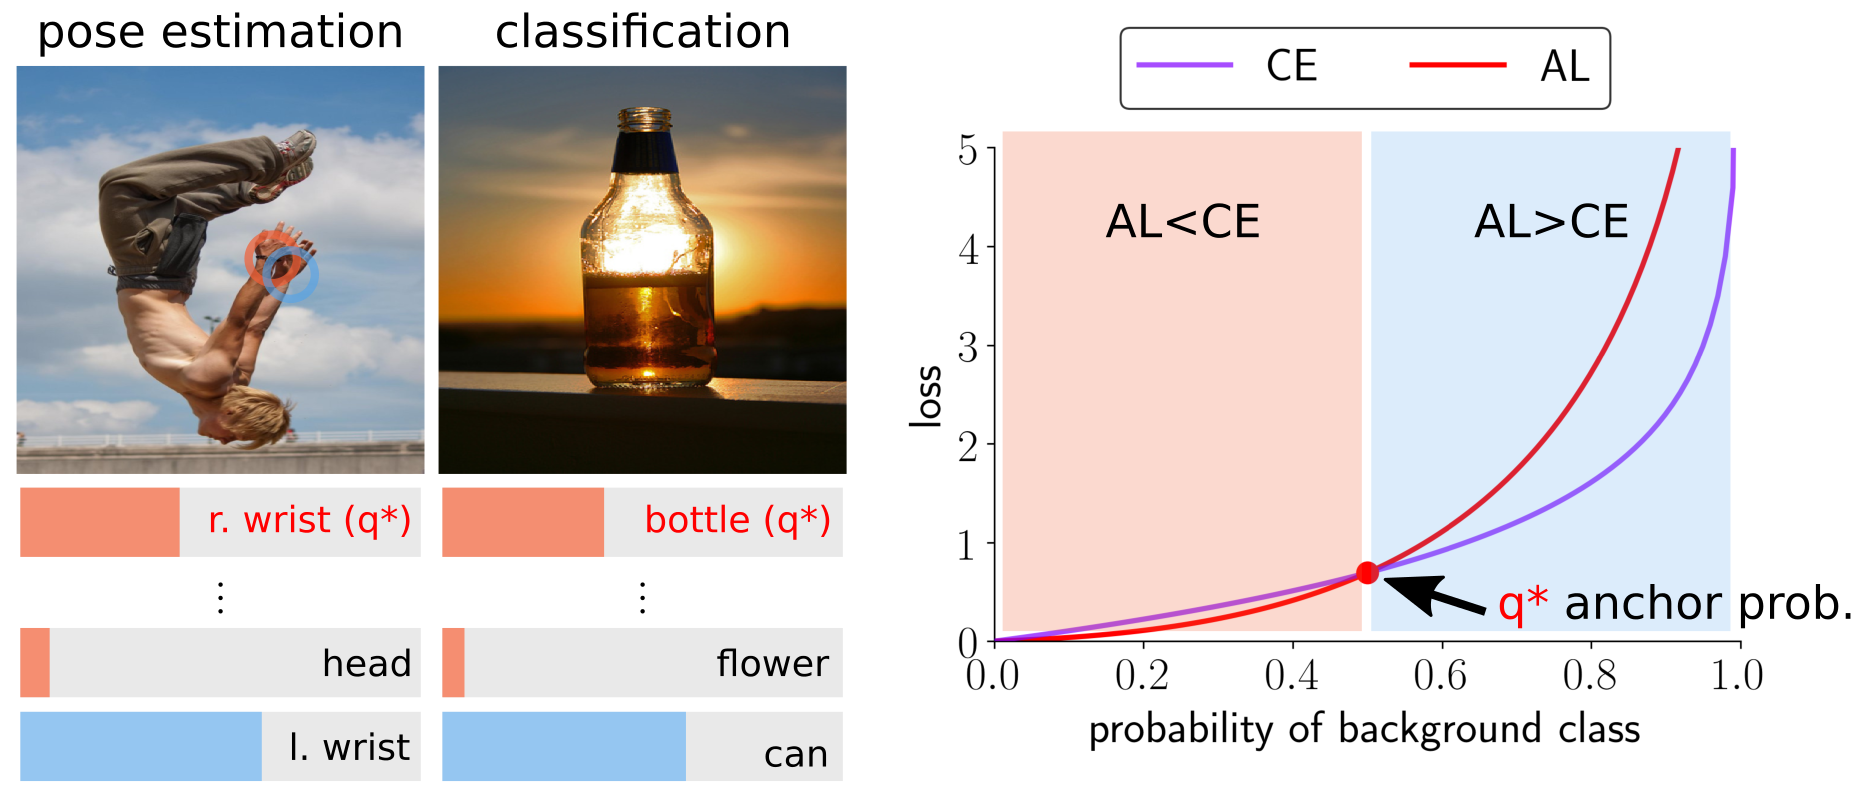 pose estimation
classification
r. wrist (q*)
⋮
head
l. wrist
bottle (q*)
⋮
flower
can
CE
AL
5
4
3
2
1
0
loss
AL<CE
AL>CE
q* anchor prob.
0.0 0.2 0.4 0.6 0.8 1.0
probability of background class